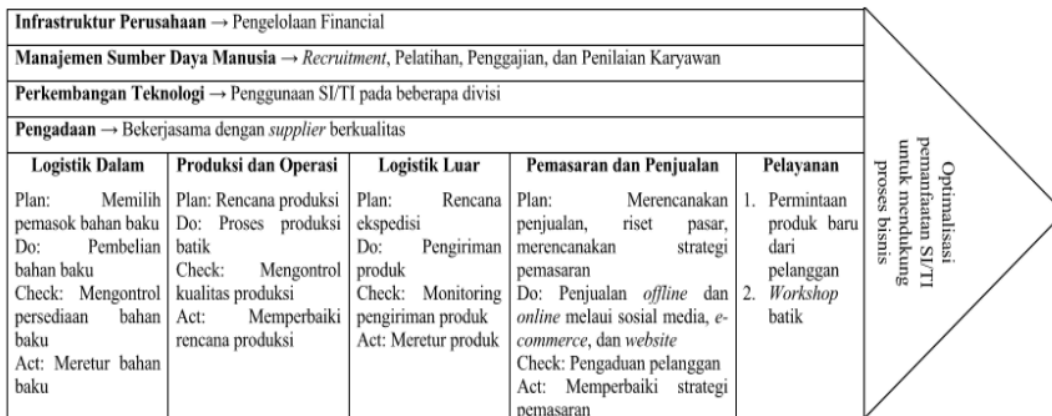 Infrastruktur Perusahaan → Pengelolaan Financial
Manajemen Sumber Daya Manusia → Recruitment, Pelatihan, Penggajian, dan Penilaian Karyawan
Perkembangan Teknologi → Penggunaan SI/TI pada beberapa divisi
Pengadaan → Bekerjasama dengan supplier berkualitas
Logistik Dalam
Plan: Memilih
pemasok bahan baku
Do: Pembelian
bahan baku
Check: Mengontrol
persediaan bahan
baku
Act: Meretur bahan
baku
Produksi dan Operasi
Plan: Rencana produksi
Do: Proses produksi
batik
Check: Mengontrol
kualitas produksi
Act: Memperbaiki
rencana produksi
Logistik Luar
Plan: Rencana
ekspedisi
Do: Pengiriman
produk
Check: Monitoring
pengiriman produk
Act: Meretur produk
Pemasaran dan Penjualan
Plan: Merencanakan
penjualan, riset pasar,
merencanakan strategi
pemasaran
Do: Penjualan offline dan
online melaui sosial media, e-
commerce, dan website
Check: Pengaduan pelanggan
Act: Memperbaiki strategi
pemasaran
Pelayanan
1. Permintaan
produk baru
dari
pelanggan
2. Workshop
batik
Optimalisasi
pemanfaatan SI/TI
untuk mendukung
proses bisnis